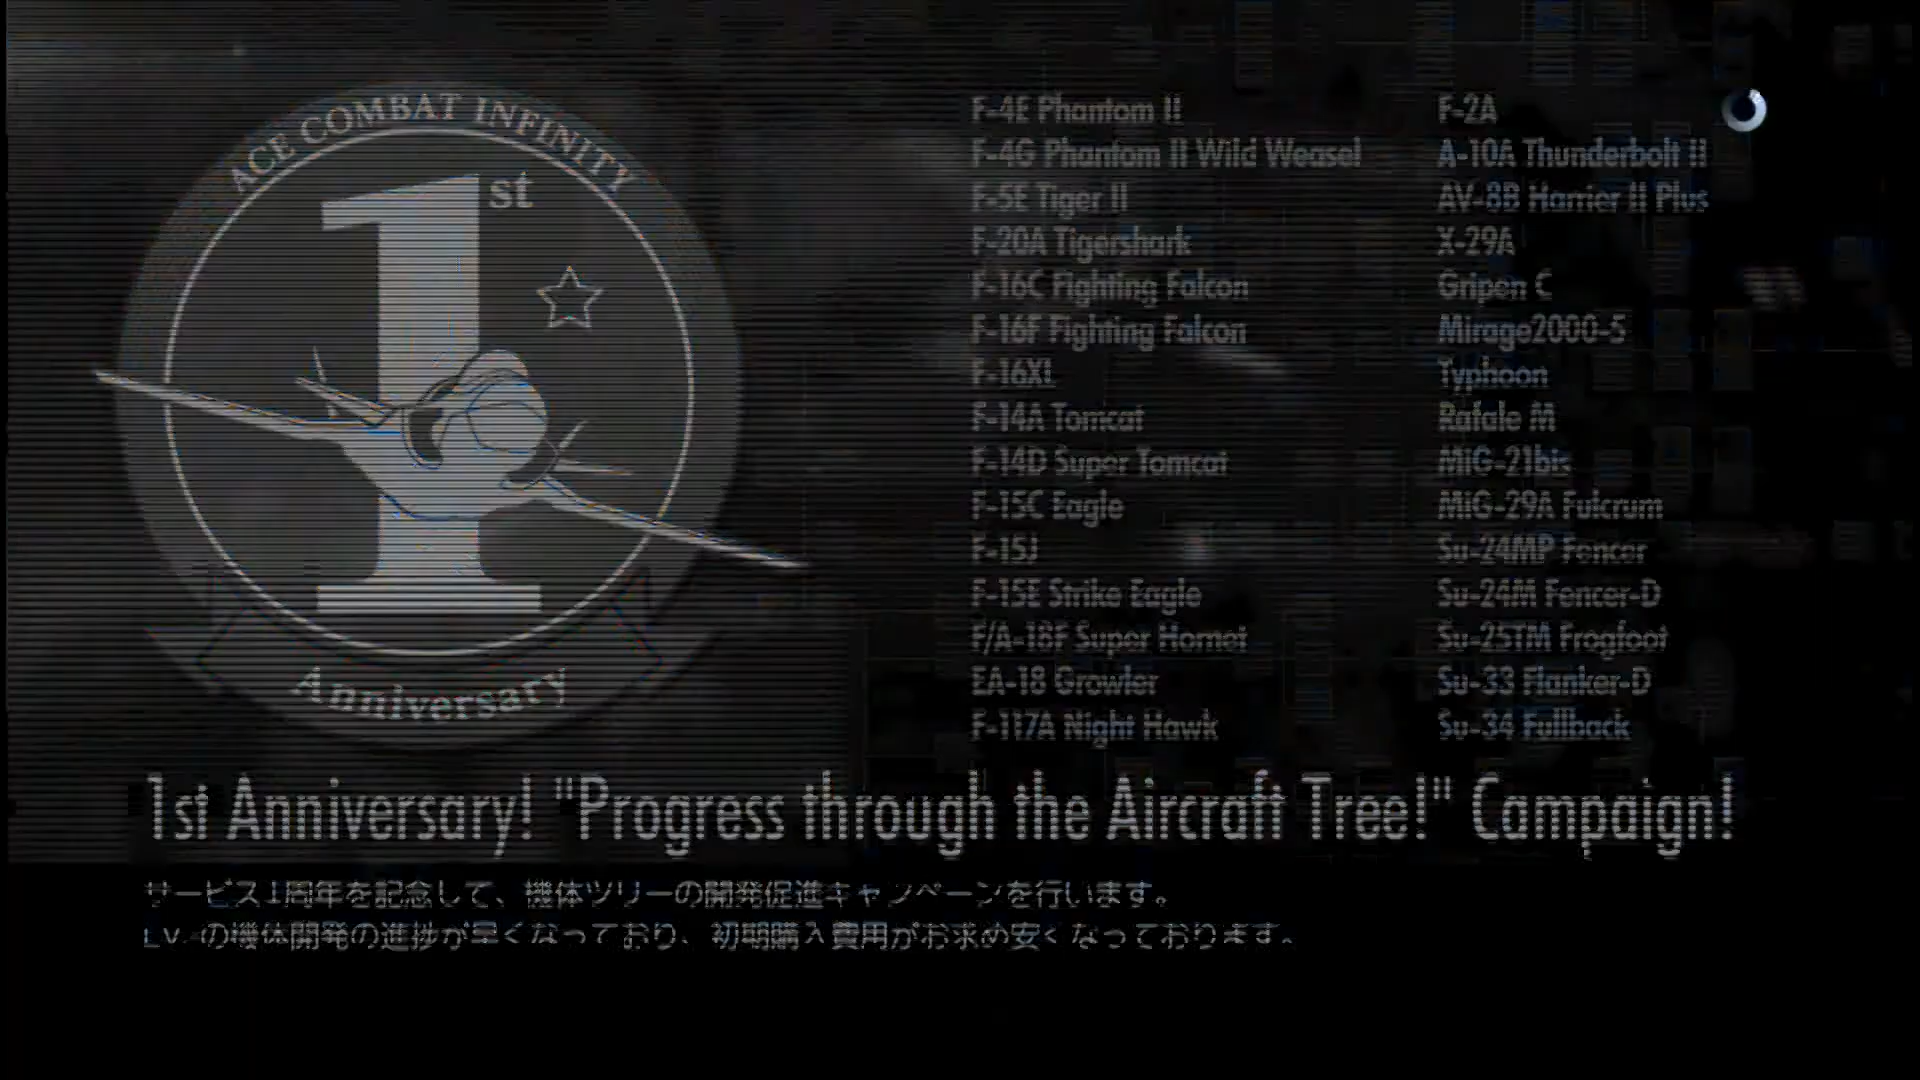 ACE COMBAT INFINITY
1st
Anniversary
F-4E Phantom II
F-4G Phantom II Wild Weasel
F-5E Tiger II
F-20A Tigershark
F-16C Fighting Falcon
F-16F Fighting Falcon
F-16XL
F-14A Tomcat
F-14D Super Tomcat
F-15C Eagle
F-15J
F-15E Strike Eagle
F/A-18F Super Hornet
EA-18 Growler
F-117A Night Hawk
F-2A
A-10A Thunderbolt II
AV-8B Harrier II Plus
X-29A
Gripen C
Mirage2000-5
Typhoon
Rafale M
MiG-21bis
MiG-29A Fulcrum
Su-24MP Fencer
Su-24M Fencer-D
Su-25TM Frogfoot
Su-33 Flanker-D
Su-34 Fullback
1st Anniversary! "Progress through the Aircraft Tree!" Campaign!
サービス1周年を記念して、機体ツリーの開発促進キャンペーンを行います。
の機体開発の進捗が早くなっており、初期購入費用がお求め安くなっております。